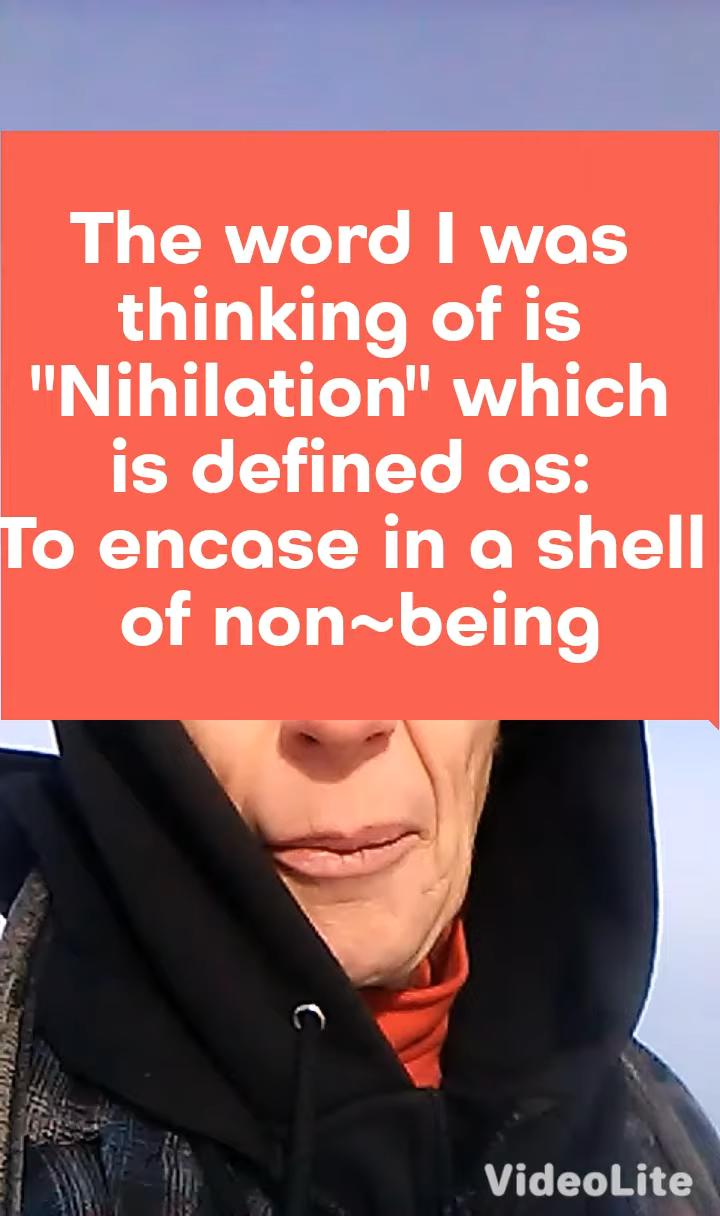 The word I was
thinking of is
"Nihilation" which
is defined as:
To encase in a shell
of non~being
VideoLite